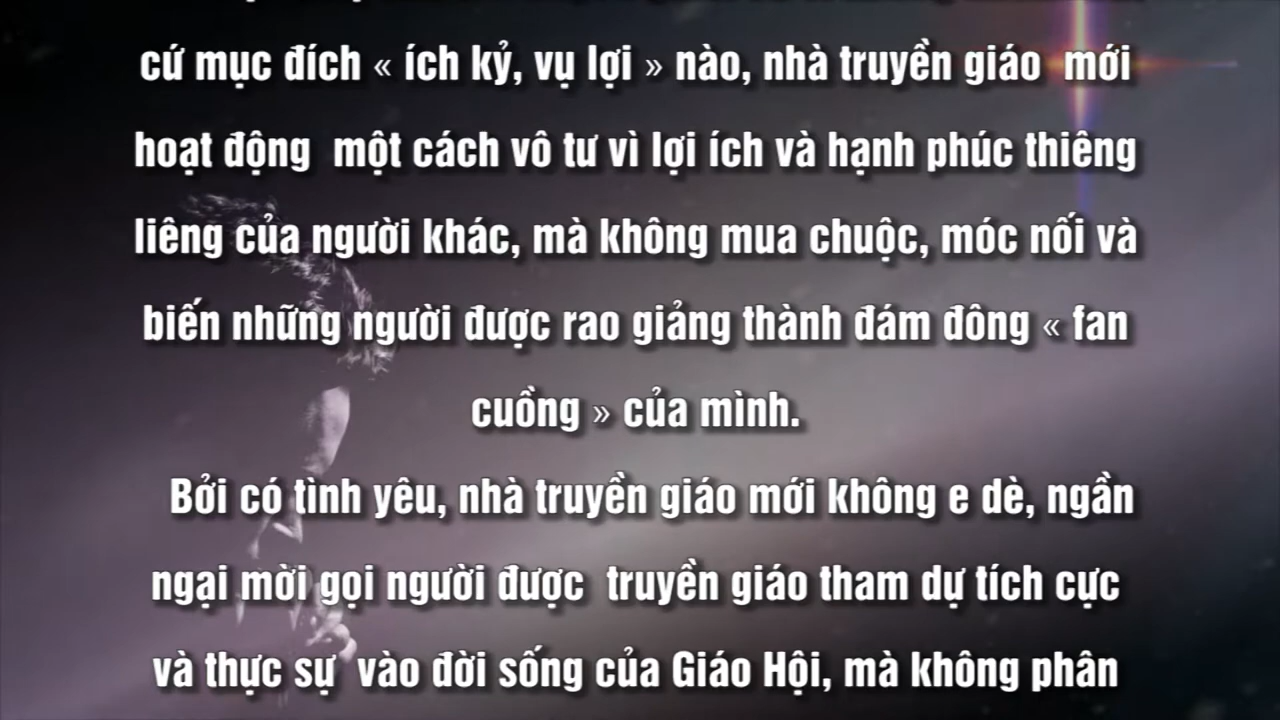 cứ mục đích « ích kỷ, vụ lợi » nào, nhà truyền giáo mới
hoạt động một cách vô tư vì lợi ích và hạnh phúc thiêng
liêng của người khác, mà không mua chuộc, móc nối và
biến những người được rao giảng thành đám đông « fan
cuồng » của mình.
Bởi có tình yêu, nhà truyền giáo mới không e dè, ngần
ngại mời gọi người được truyền giáo tham dự tích cực
và thực sự vào đời sống của Giáo Hội, mà không phân